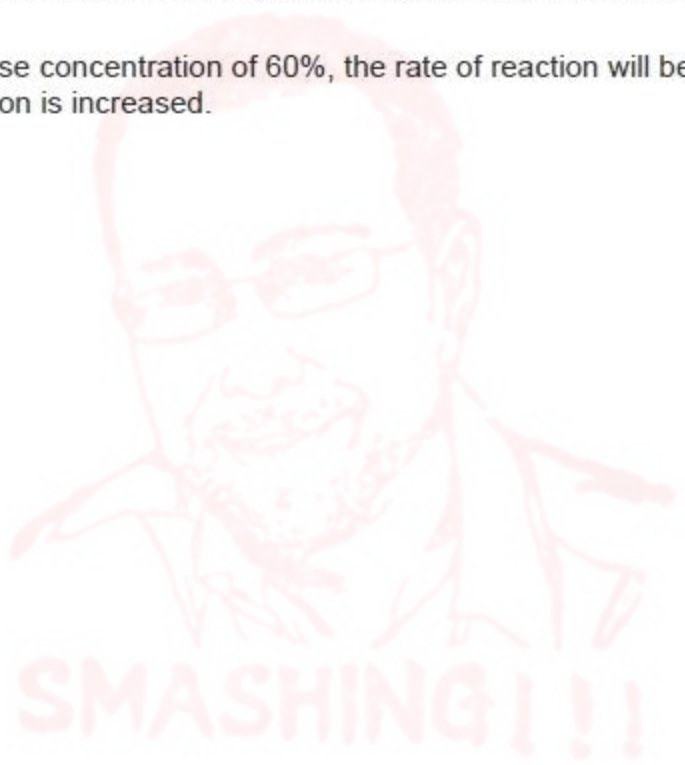 se concentration of 60%, the rate of reaction will be
on is increased.
SMASHING!!!